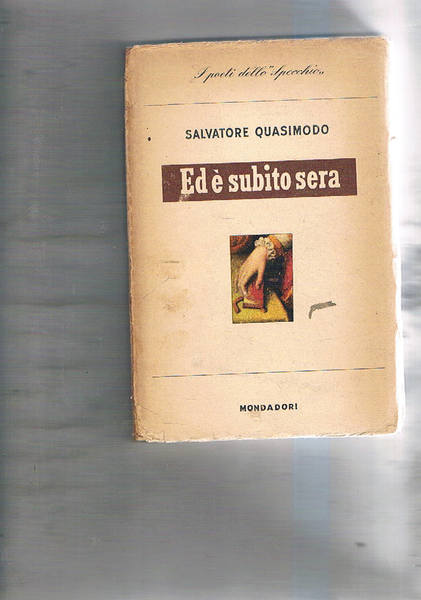 I poeti dello "Specchio"
SALVATORE QUASIMODO
Ed è subito sera
MONDADORI